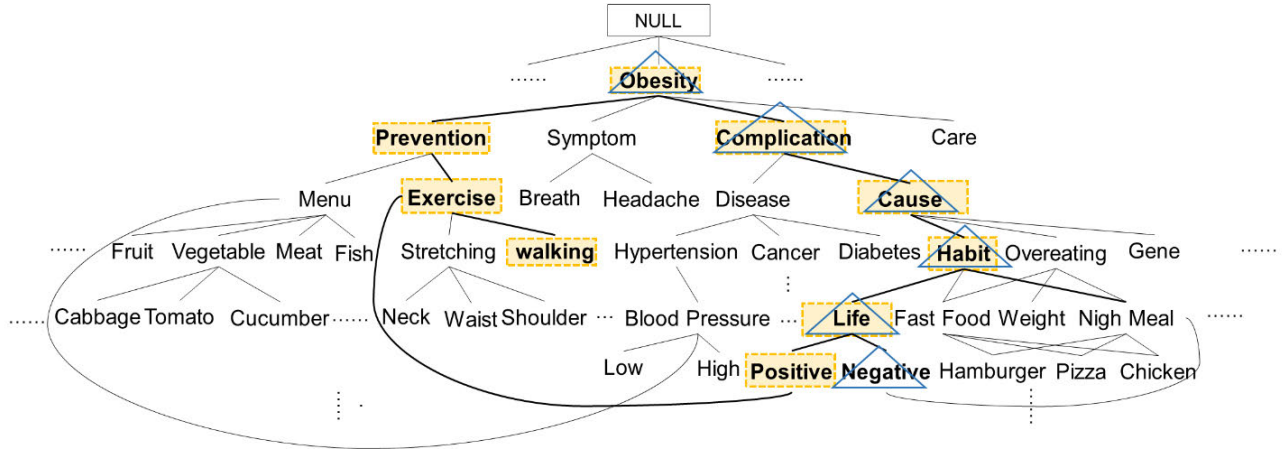 NULL
...... Obesity ......
Prevention Symptom Complication Care
Menu Exercise Breath Headache Disease Cause
...... Fruit Vegetable Meat Fish Stretching walking Hypertension Cancer Diabetes Habit Overeating Gene ......
...... Cabbage Tomato Cucumber ...... Neck Waist Shoulder ... Blood Pressure ... Life Fast Food Weight Nigh Meal ......
Low High Positive Negative Hamburger Pizza Chicken